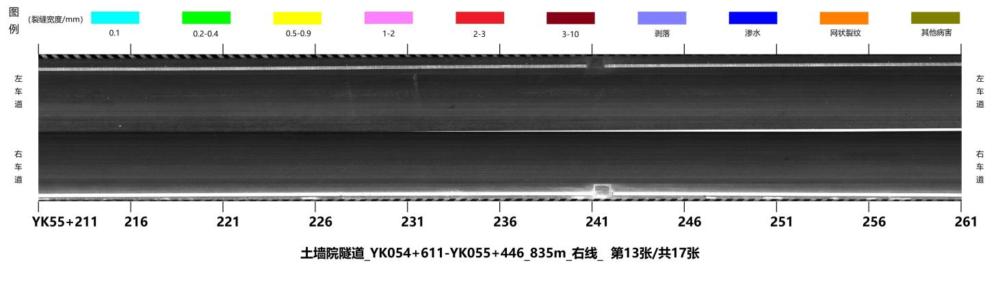 图例
(裂缝宽度/mm)
0.1
0.2-0.4
0.5-0.9
1-2
2-3
3-10
剥落
渗水
网状裂纹
其他病害
左车道
左车道
右车道
右车道
YK55+211 216 221 226 231 236 241 246 251 256 261
土墙院隧道_YK054+611-YK055+446_835m_右线_ 第13张/共17张